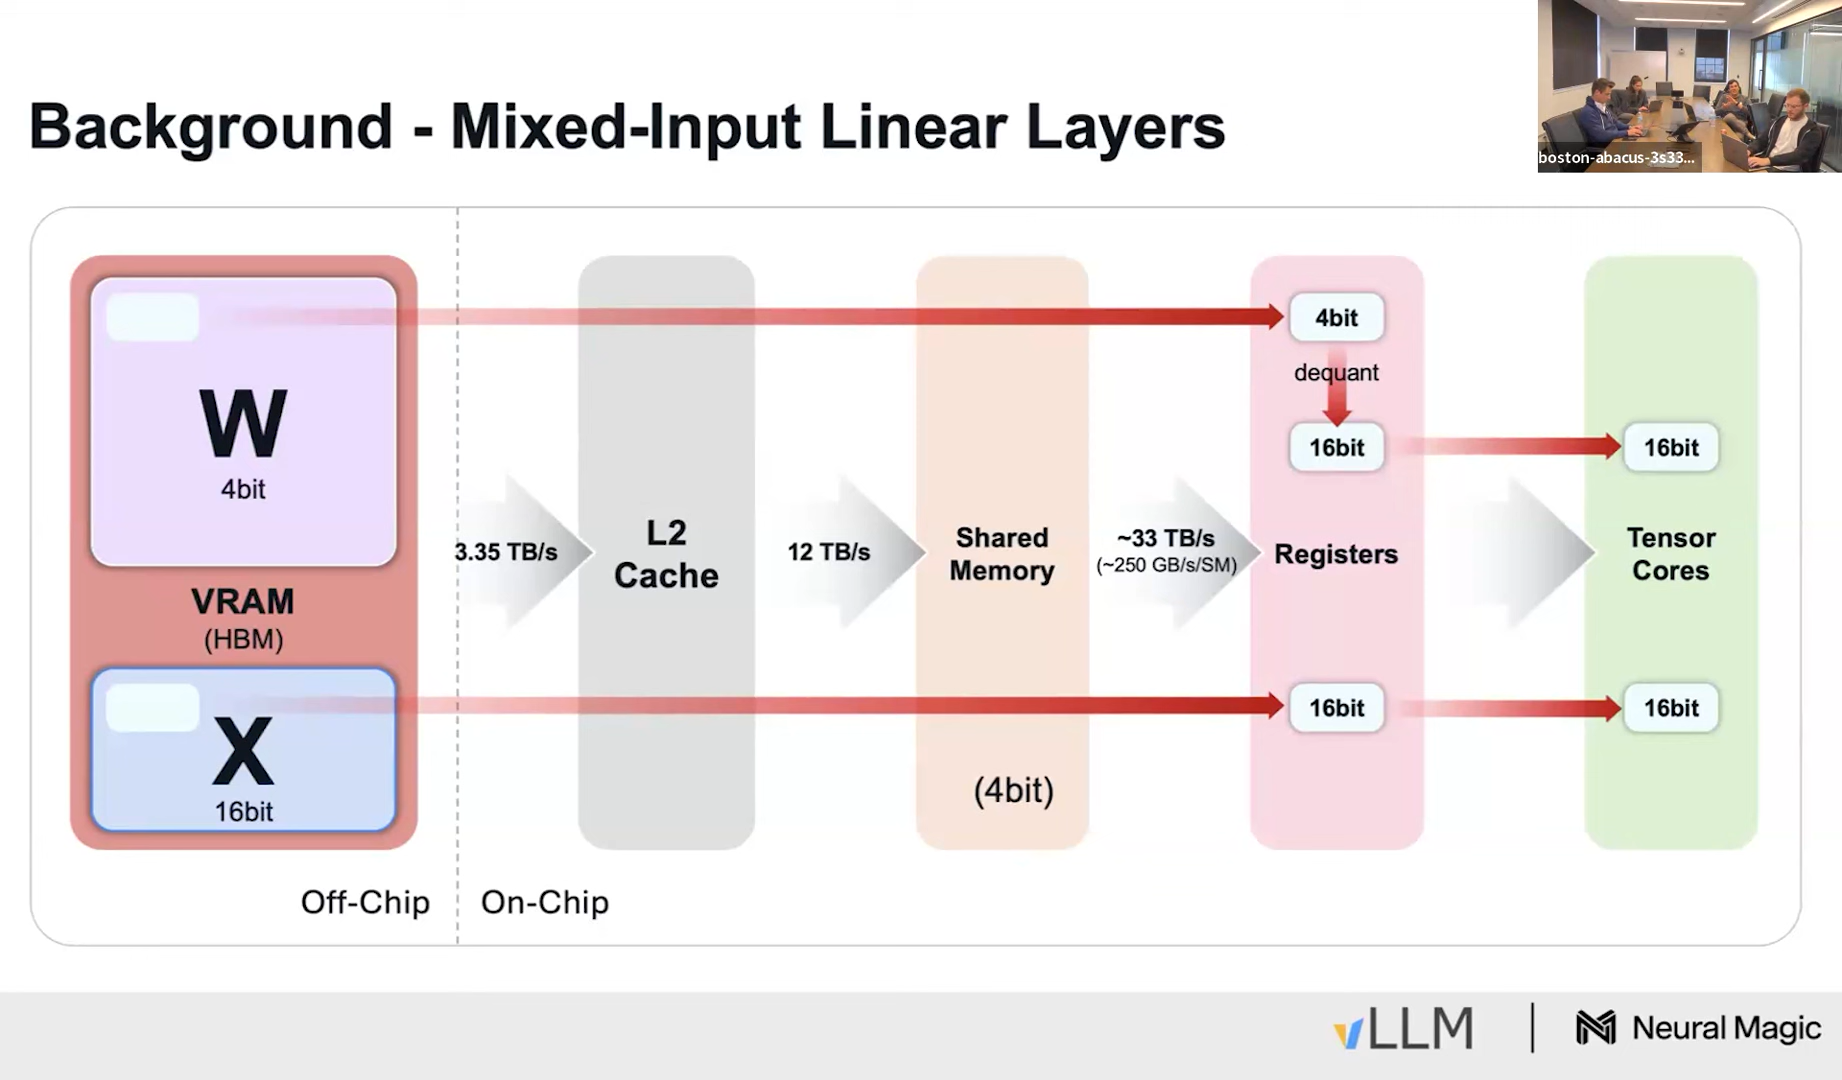 boston-abacus-3s33...
Background - Mixed-Input Linear Layers
W
4bit
VRAM
(HBM)
X
16bit
3.35 TB/s
L2
Cache
12 TB/s
Shared
Memory
(4bit)
~33 TB/s
(~250 GB/s/SM)
4bit
dequant
16bit
Registers
16bit
16bit
Tensor
Cores
16bit
Off-Chip
On-Chip
vLLM
Neural Magic